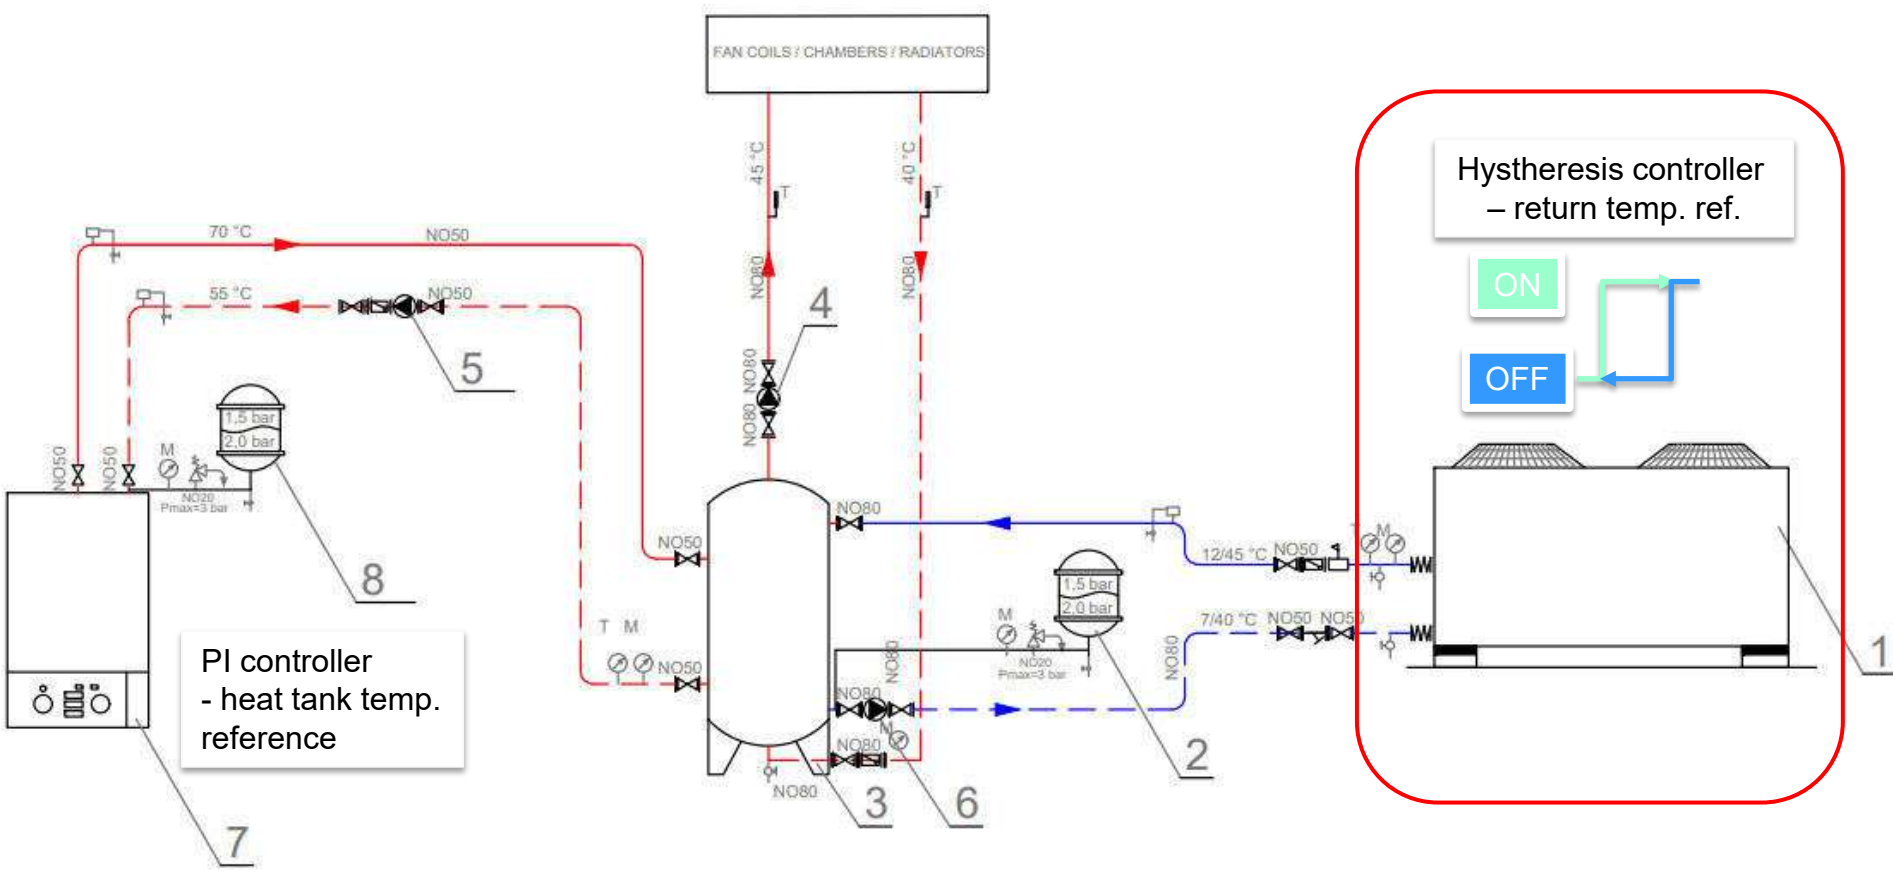 FAN COILS / CHAMBERS / RADIATORS
45 °C
40 °C
T
T
Hystheresis controller
– return temp. ref.
ON
OFF
70 °C
NO50
55 °C
NO50
NO80
NO80
4
5
NO80
NO80
1,5 bar
2,0 bar
M
NO50
NO50
NO20
Pmax=3 bar
8
NO50
NO80
12/45 °C
NO50
T
M
1,5 bar
2,0 bar
M
NO20
Pmax=3 bar
7/40 °C
NO50
NO50
NO80
T
M
NO50
NO80
NO80
M
NO80
NO80
PI controller
- heat tank temp.
reference
1
2
3
6
7